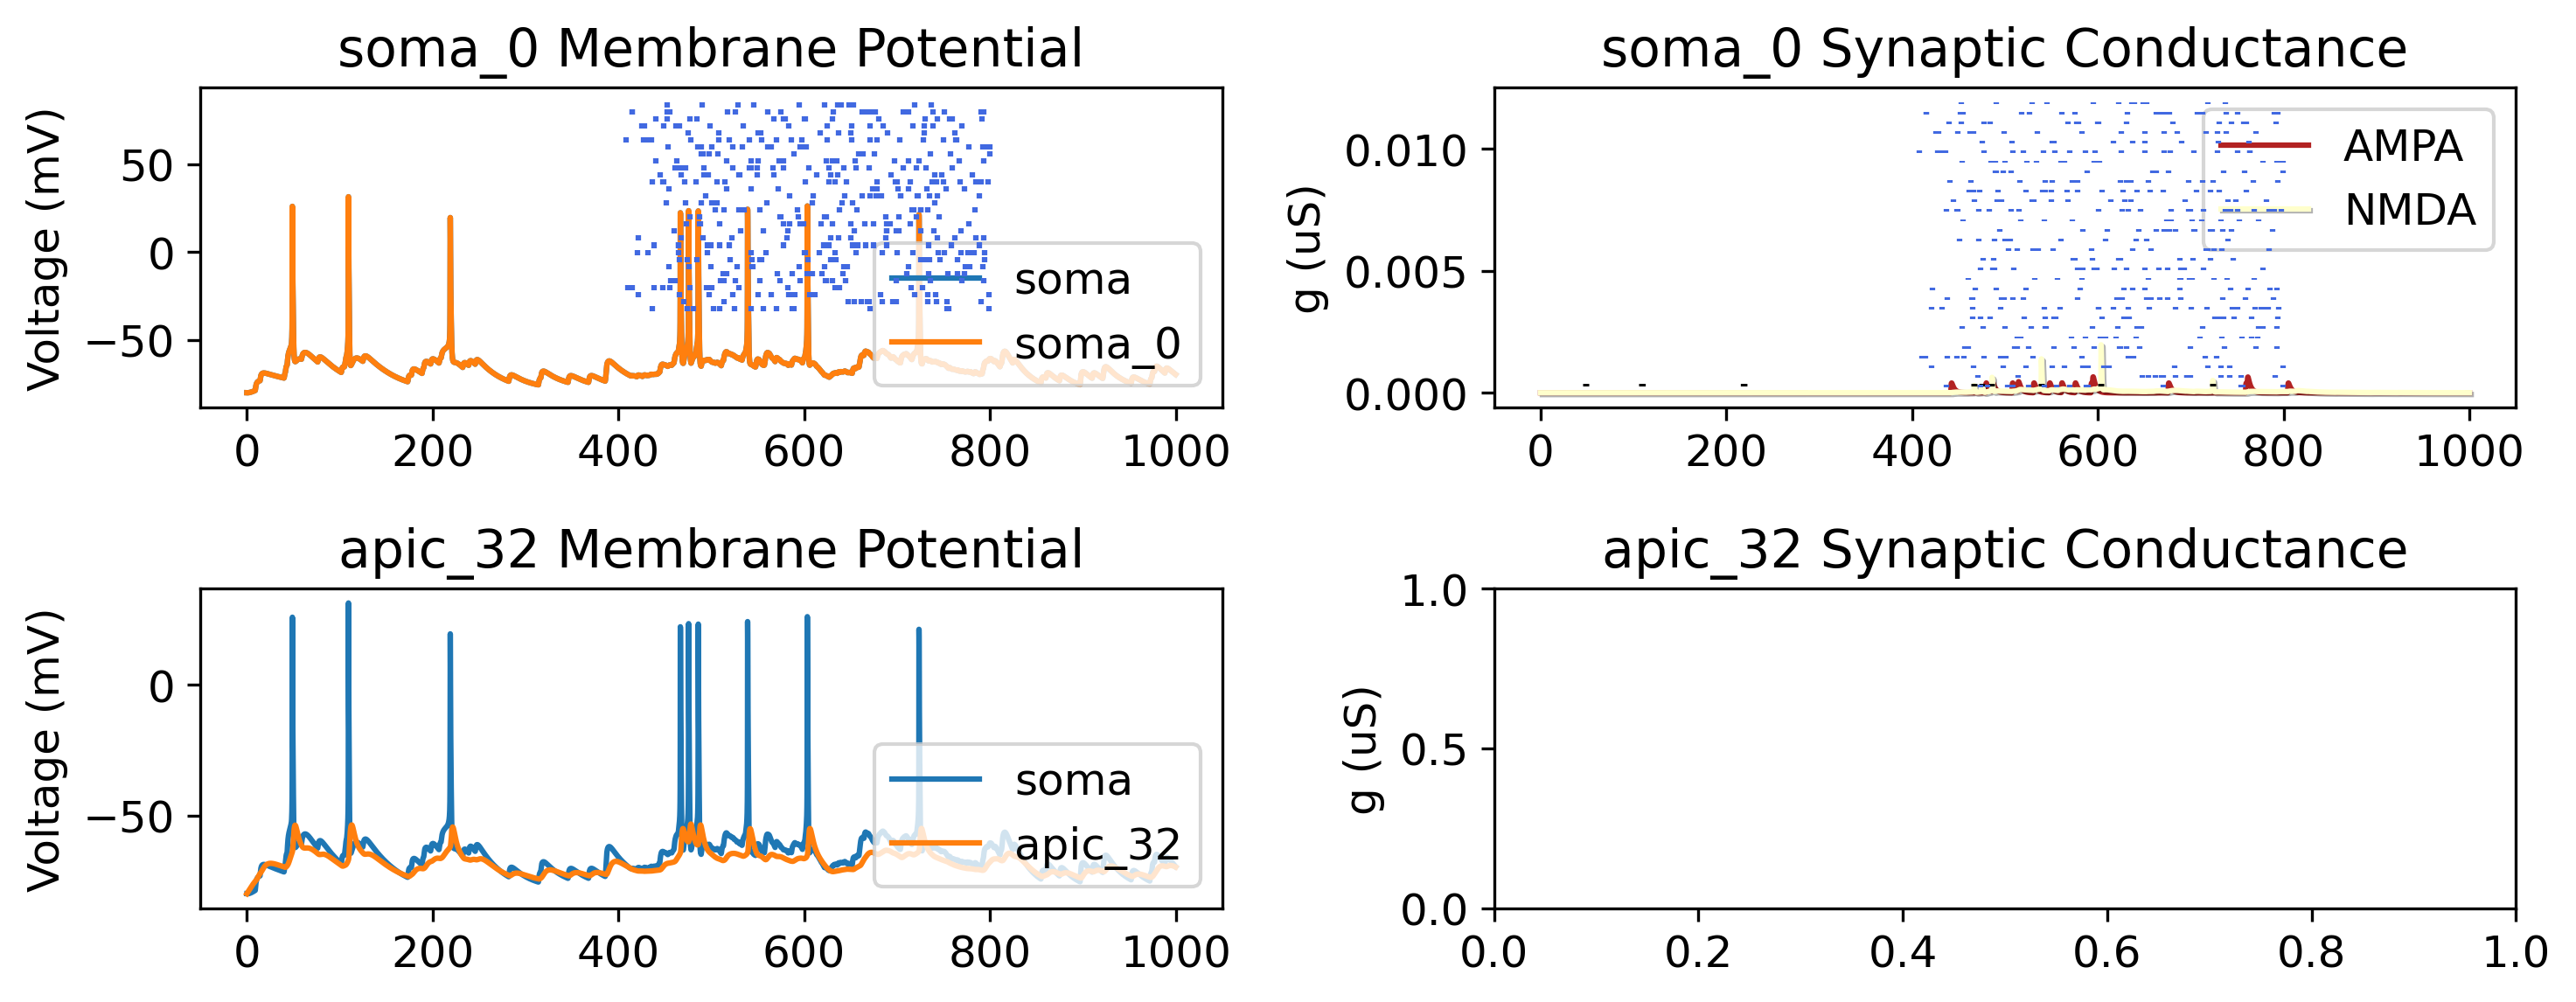 soma_0 Membrane Potential
Voltage (mV)
50
0
−50
soma
soma_0
0 200 400 600 800 1000
soma_0 Synaptic Conductance
g (uS)
0.010
0.005
0.000
AMPA
NMDA
0 200 400 600 800 1000
apic_32 Membrane Potential
Voltage (mV)
0
−50
soma
apic_32
0 200 400 600 800 1000
apic_32 Synaptic Conductance
g (uS)
1.0
0.5
0.0
0.0 0.2 0.4 0.6 0.8 1.0